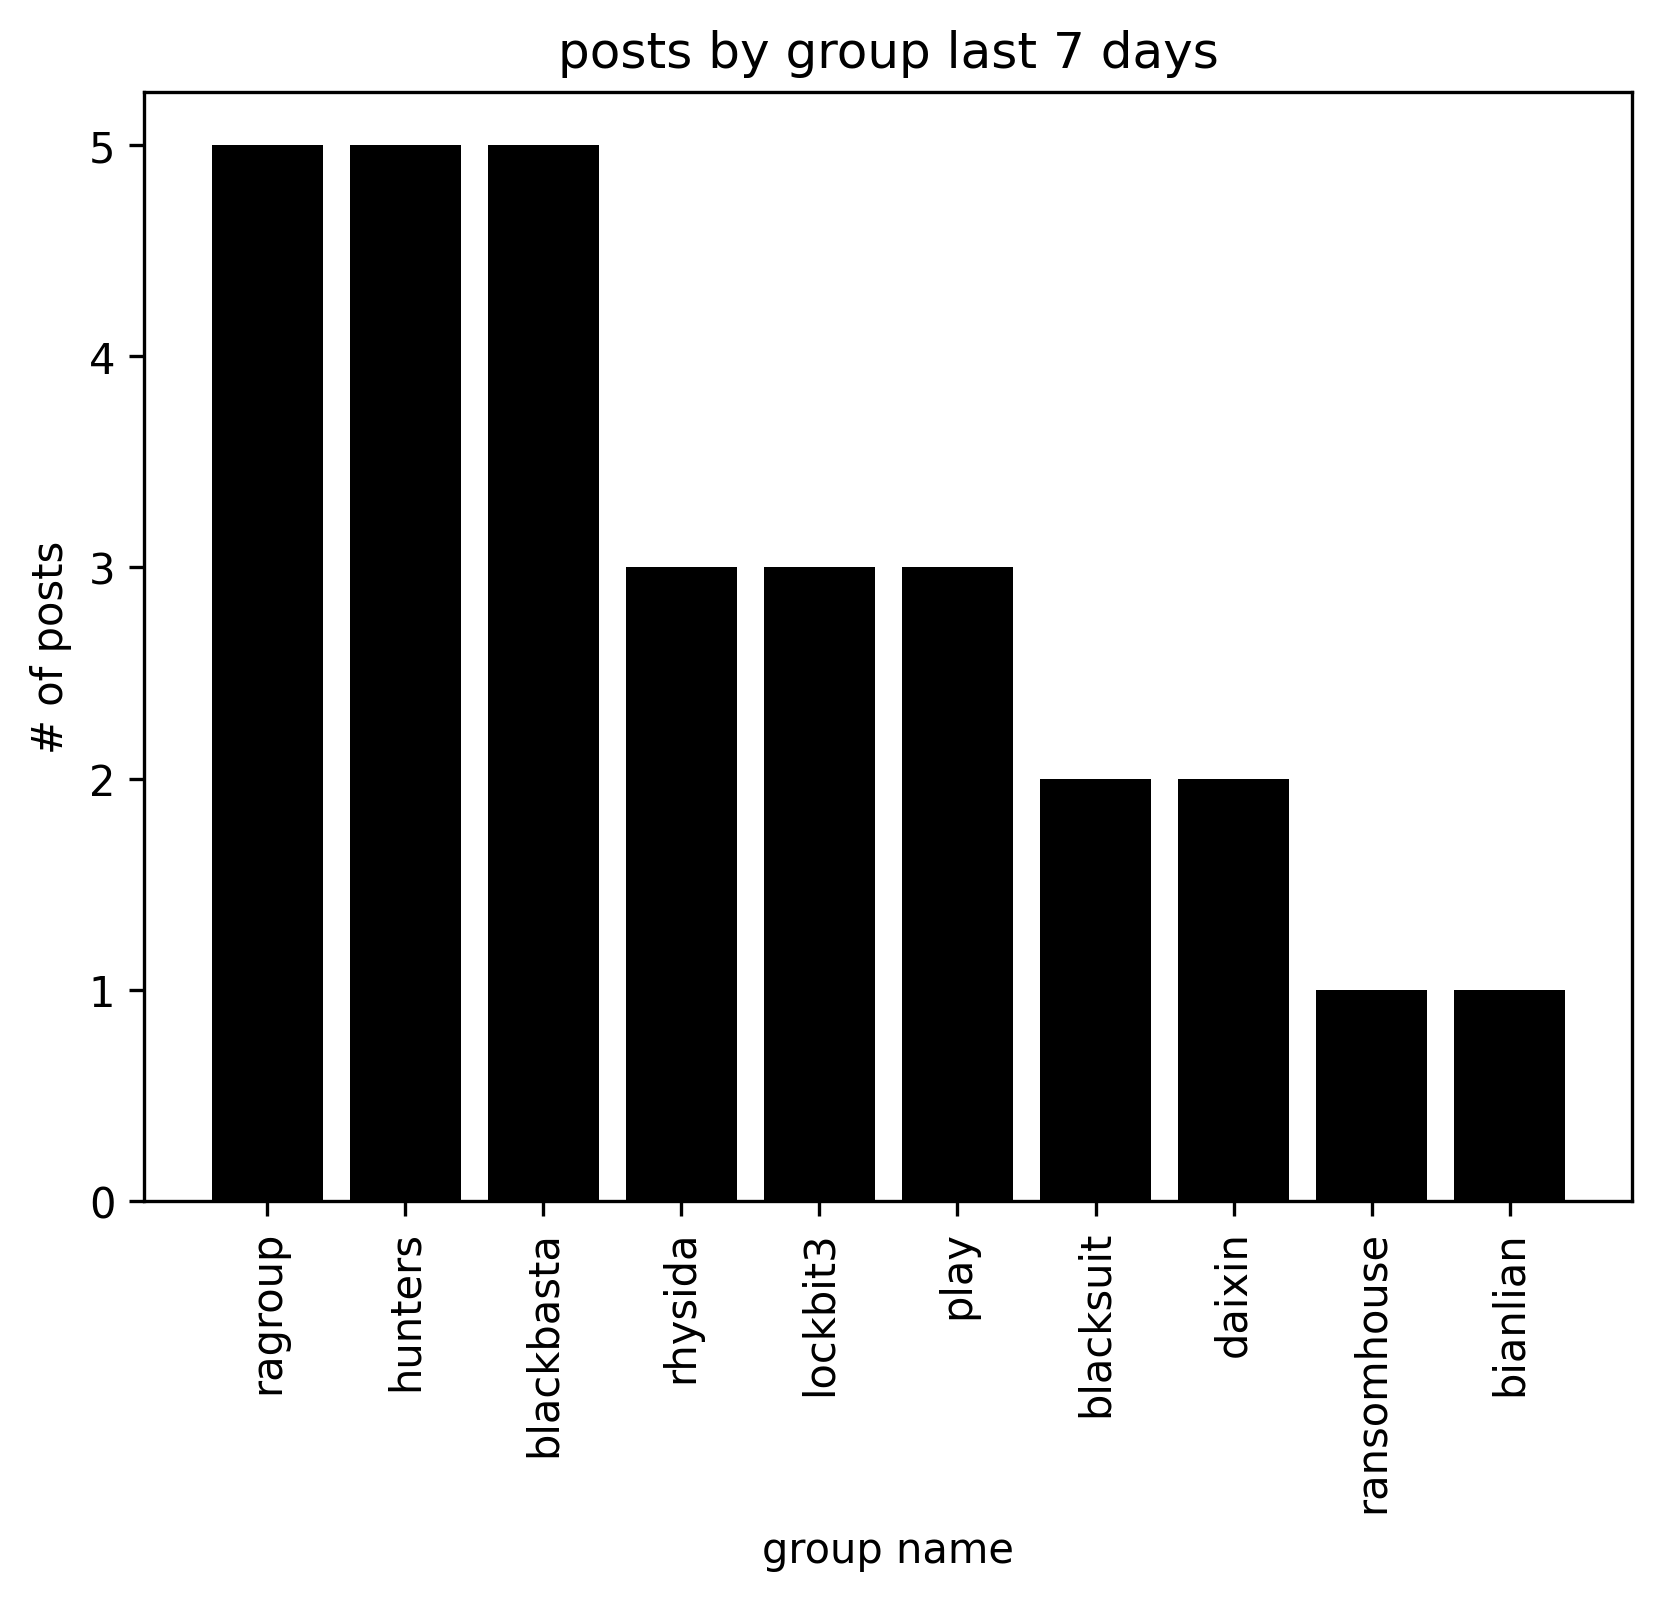 posts by group last 7 days
# of posts
5
4
3
2
1
0
ragroup
hunters
blackbasta
rhysida
lockbit3
play
blacksuit
daixin
ransomhouse
bianlian
group name